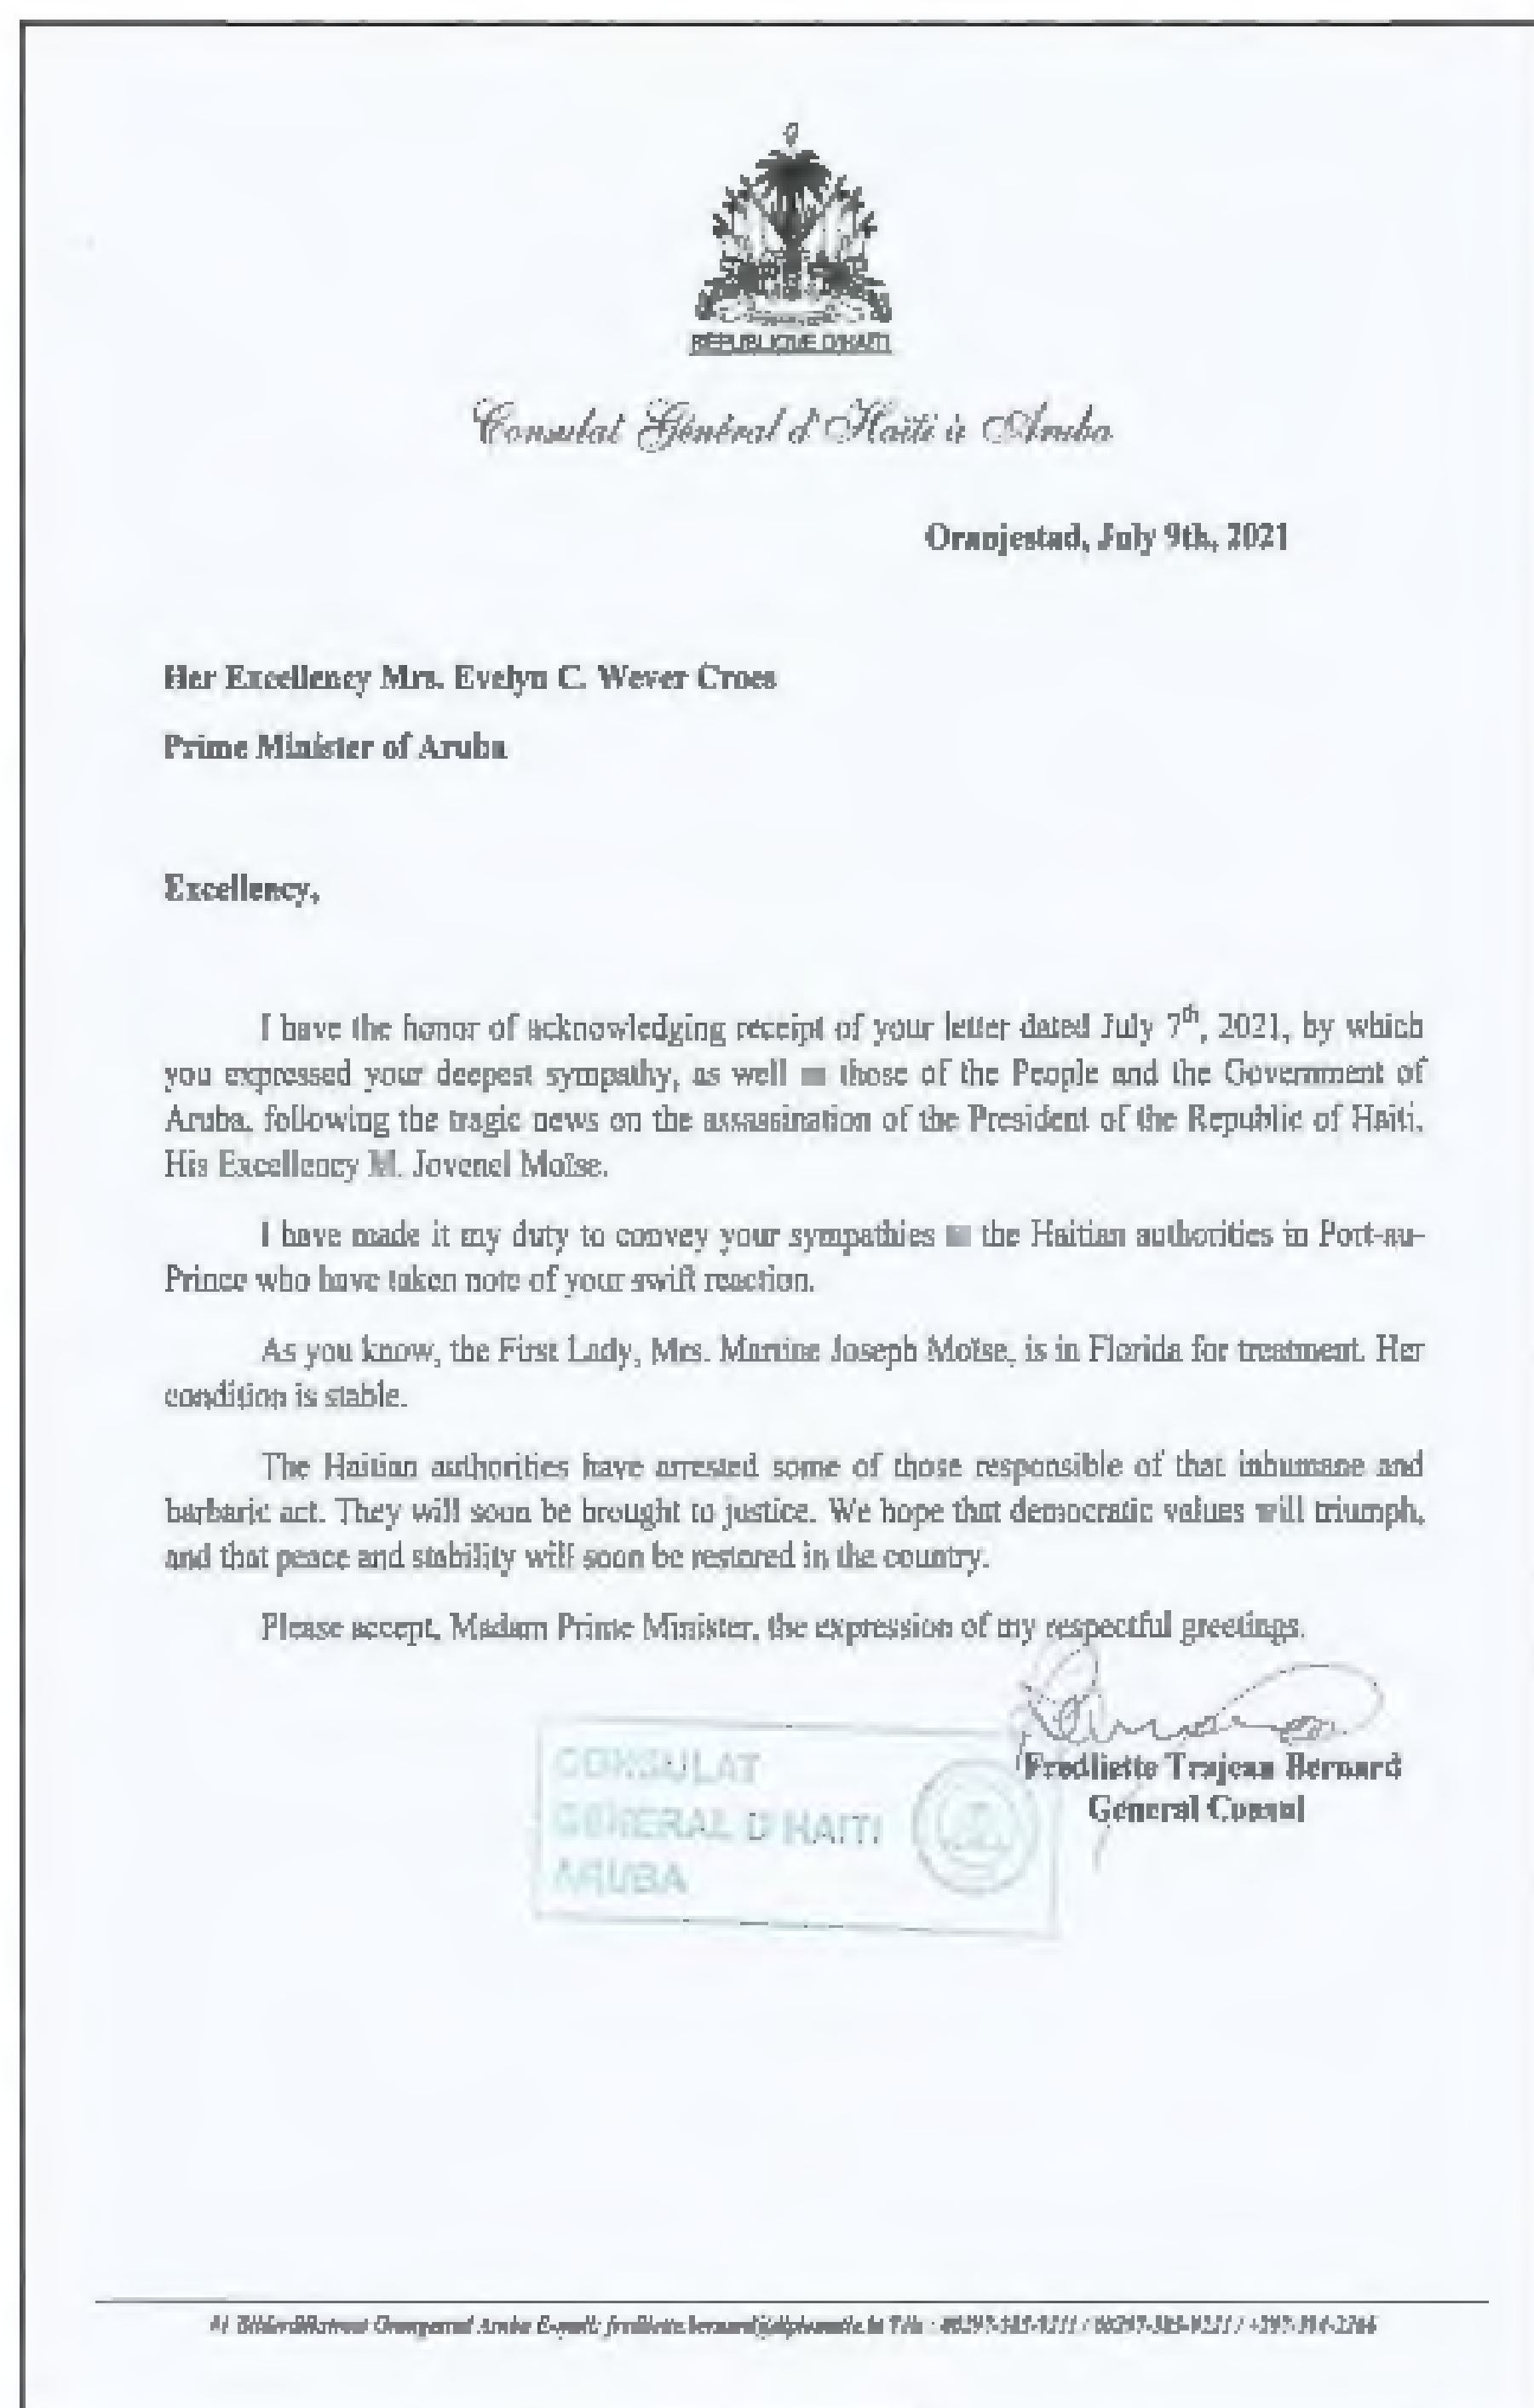 RÉPUBLIQUE D'HAÏTI
Consulat Général d'Haïti à Aruba
Oranjestad, July 9th, 2021
Her Excellency Mrs. Evelyn C. Wever Croes
Prime Minister of Aruba
Excellency,
I have the honor of acknowledging receipt of your letter dated July 7th, 2021, by which
you expressed your deepest sympathy, as well as those of the People and the Government of
Aruba, following the tragic news on the assassination of the President of the Republic of Haiti,
His Excellency M. Jovenel Moïse.
I have made it my duty to convey your sympathies to the Haitian authorities in Port-au-
Prince who have taken note of your swift reaction.
As you know, the First Lady, Mrs. Martine Joseph Moïse, is in Florida for treatment. Her
condition is stable.
The Haitian authorities have arrested some of those responsible of that inhumane and
barbaric act. They will soon be brought to justice. We hope that democratic values will triumph,
and that peace and stability will soon be restored in the country.
Please accept, Madam Prime Minister, the expression of my respectful greetings.
Fredliette Trajean Bernard
General Consul
CONSULAT
GENERAL D'HAITI
ARUBA
Aruba E-mail: